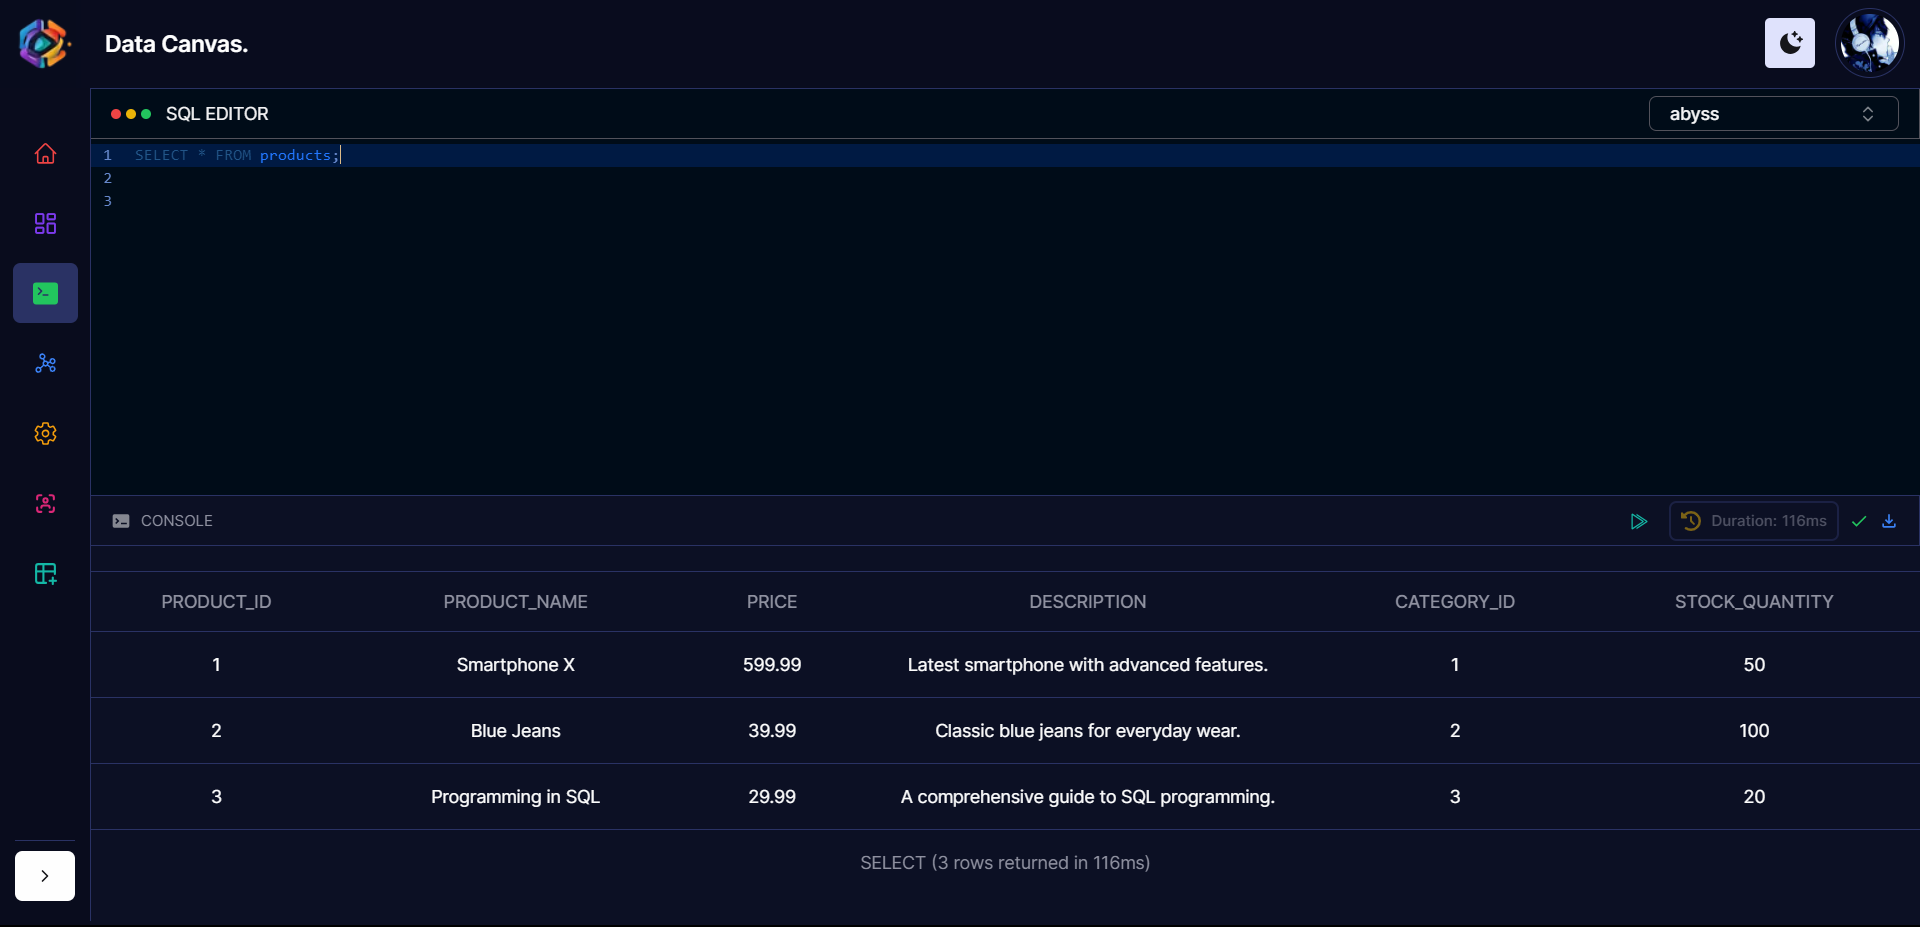 Data Canvas.
SQL EDITOR
abyss
1 SELECT * FROM products;
2
3
CONSOLE
Duration: 116ms
PRODUCT_ID PRODUCT_NAME PRICE DESCRIPTION CATEGORY_ID STOCK_QUANTITY
1 Smartphone X 599.99 Latest smartphone with advanced features. 1 50
2 Blue Jeans 39.99 Classic blue jeans for everyday wear. 2 100
3 Programming in SQL 29.99 A comprehensive guide to SQL programming. 3 20
SELECT (3 rows returned in 116ms)